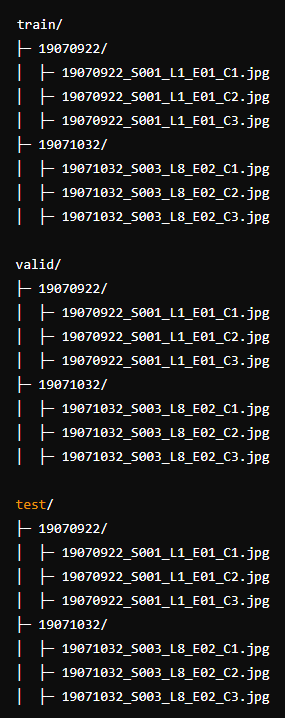 train/
├─ 19070922/
│  ├─ 19070922_S001_L1_E01_C1.jpg
│  ├─ 19070922_S001_L1_E01_C2.jpg
│  ├─ 19070922_S001_L1_E01_C3.jpg
├─ 19071032/
│  ├─ 19071032_S003_L8_E02_C1.jpg
│  ├─ 19071032_S003_L8_E02_C2.jpg
│  ├─ 19071032_S003_L8_E02_C3.jpg
valid/
├─ 19070922/
│  ├─ 19070922_S001_L1_E01_C1.jpg
│  ├─ 19070922_S001_L1_E01_C2.jpg
│  ├─ 19070922_S001_L1_E01_C3.jpg
├─ 19071032/
│  ├─ 19071032_S003_L8_E02_C1.jpg
│  ├─ 19071032_S003_L8_E02_C2.jpg
│  ├─ 19071032_S003_L8_E02_C3.jpg
test/
├─ 19070922/
│  ├─ 19070922_S001_L1_E01_C1.jpg
│  ├─ 19070922_S001_L1_E01_C2.jpg
│  ├─ 19070922_S001_L1_E01_C3.jpg
├─ 19071032/
│  ├─ 19071032_S003_L8_E02_C1.jpg
│  ├─ 19071032_S003_L8_E02_C2.jpg
│  ├─ 19071032_S003_L8_E02_C3.jpg